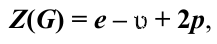 Z(G) = e – υ + 2p,